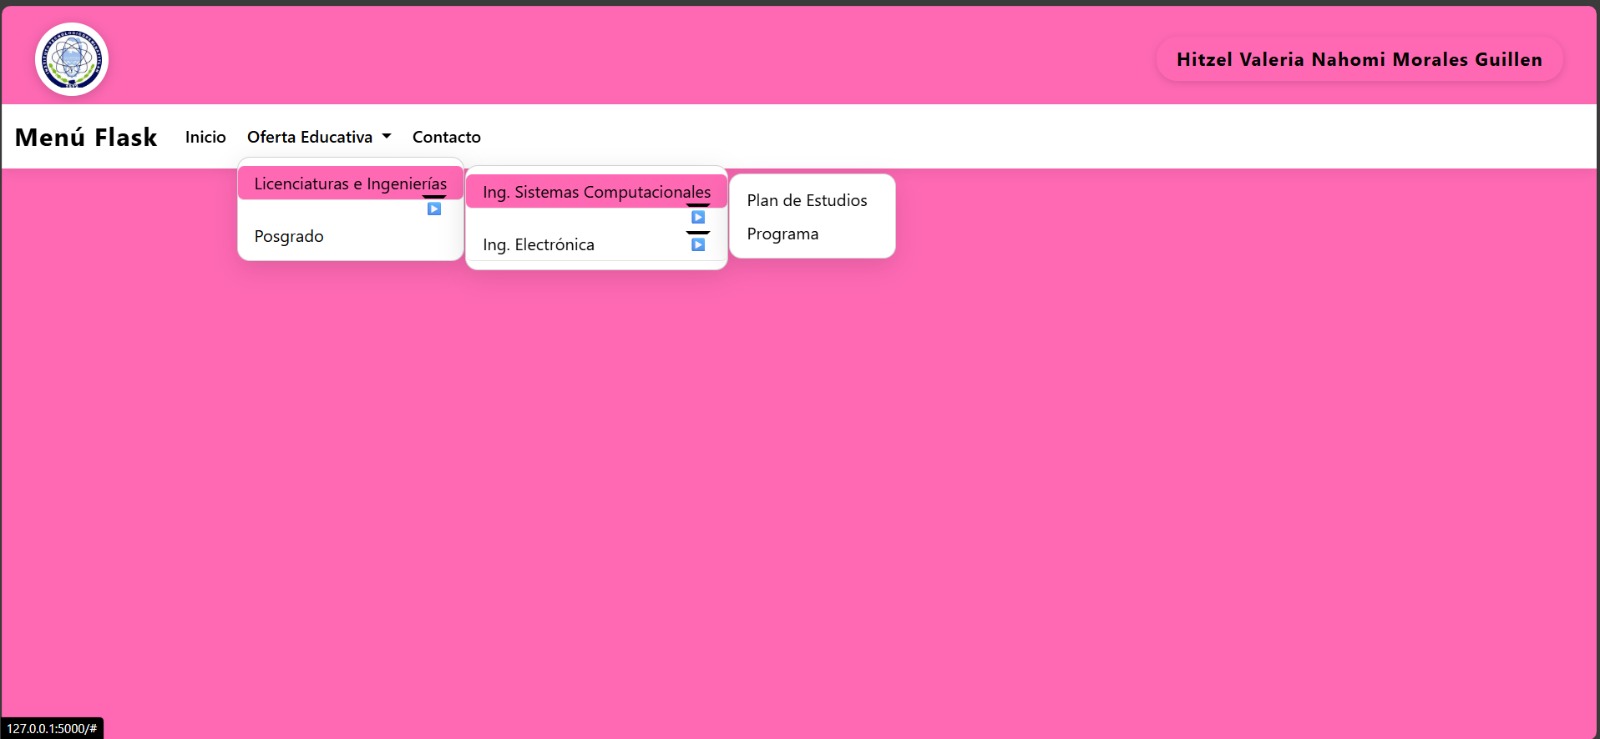 Hitzel Valeria Nahomi Morales Guillen
Menú Flask Inicio Oferta Educativa Contacto
Licenciaturas e Ingenierías
Posgrado
Ing. Sistemas Computacionales
Ing. Electrónica
Plan de Estudios
Programa
127.0.0.1:5000/#